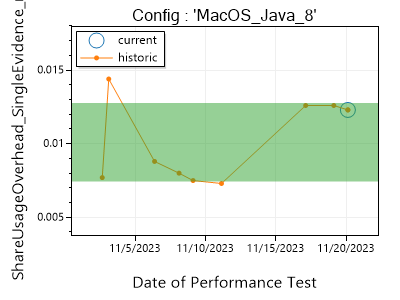 Config : 'MacOS_Java_8'
current
historic
ShareUsageOverhead_SingleEvidence_
0.015
0.01
0.005
11/5/2023
11/10/2023
11/15/2023
11/20/2023
Date of Performance Test